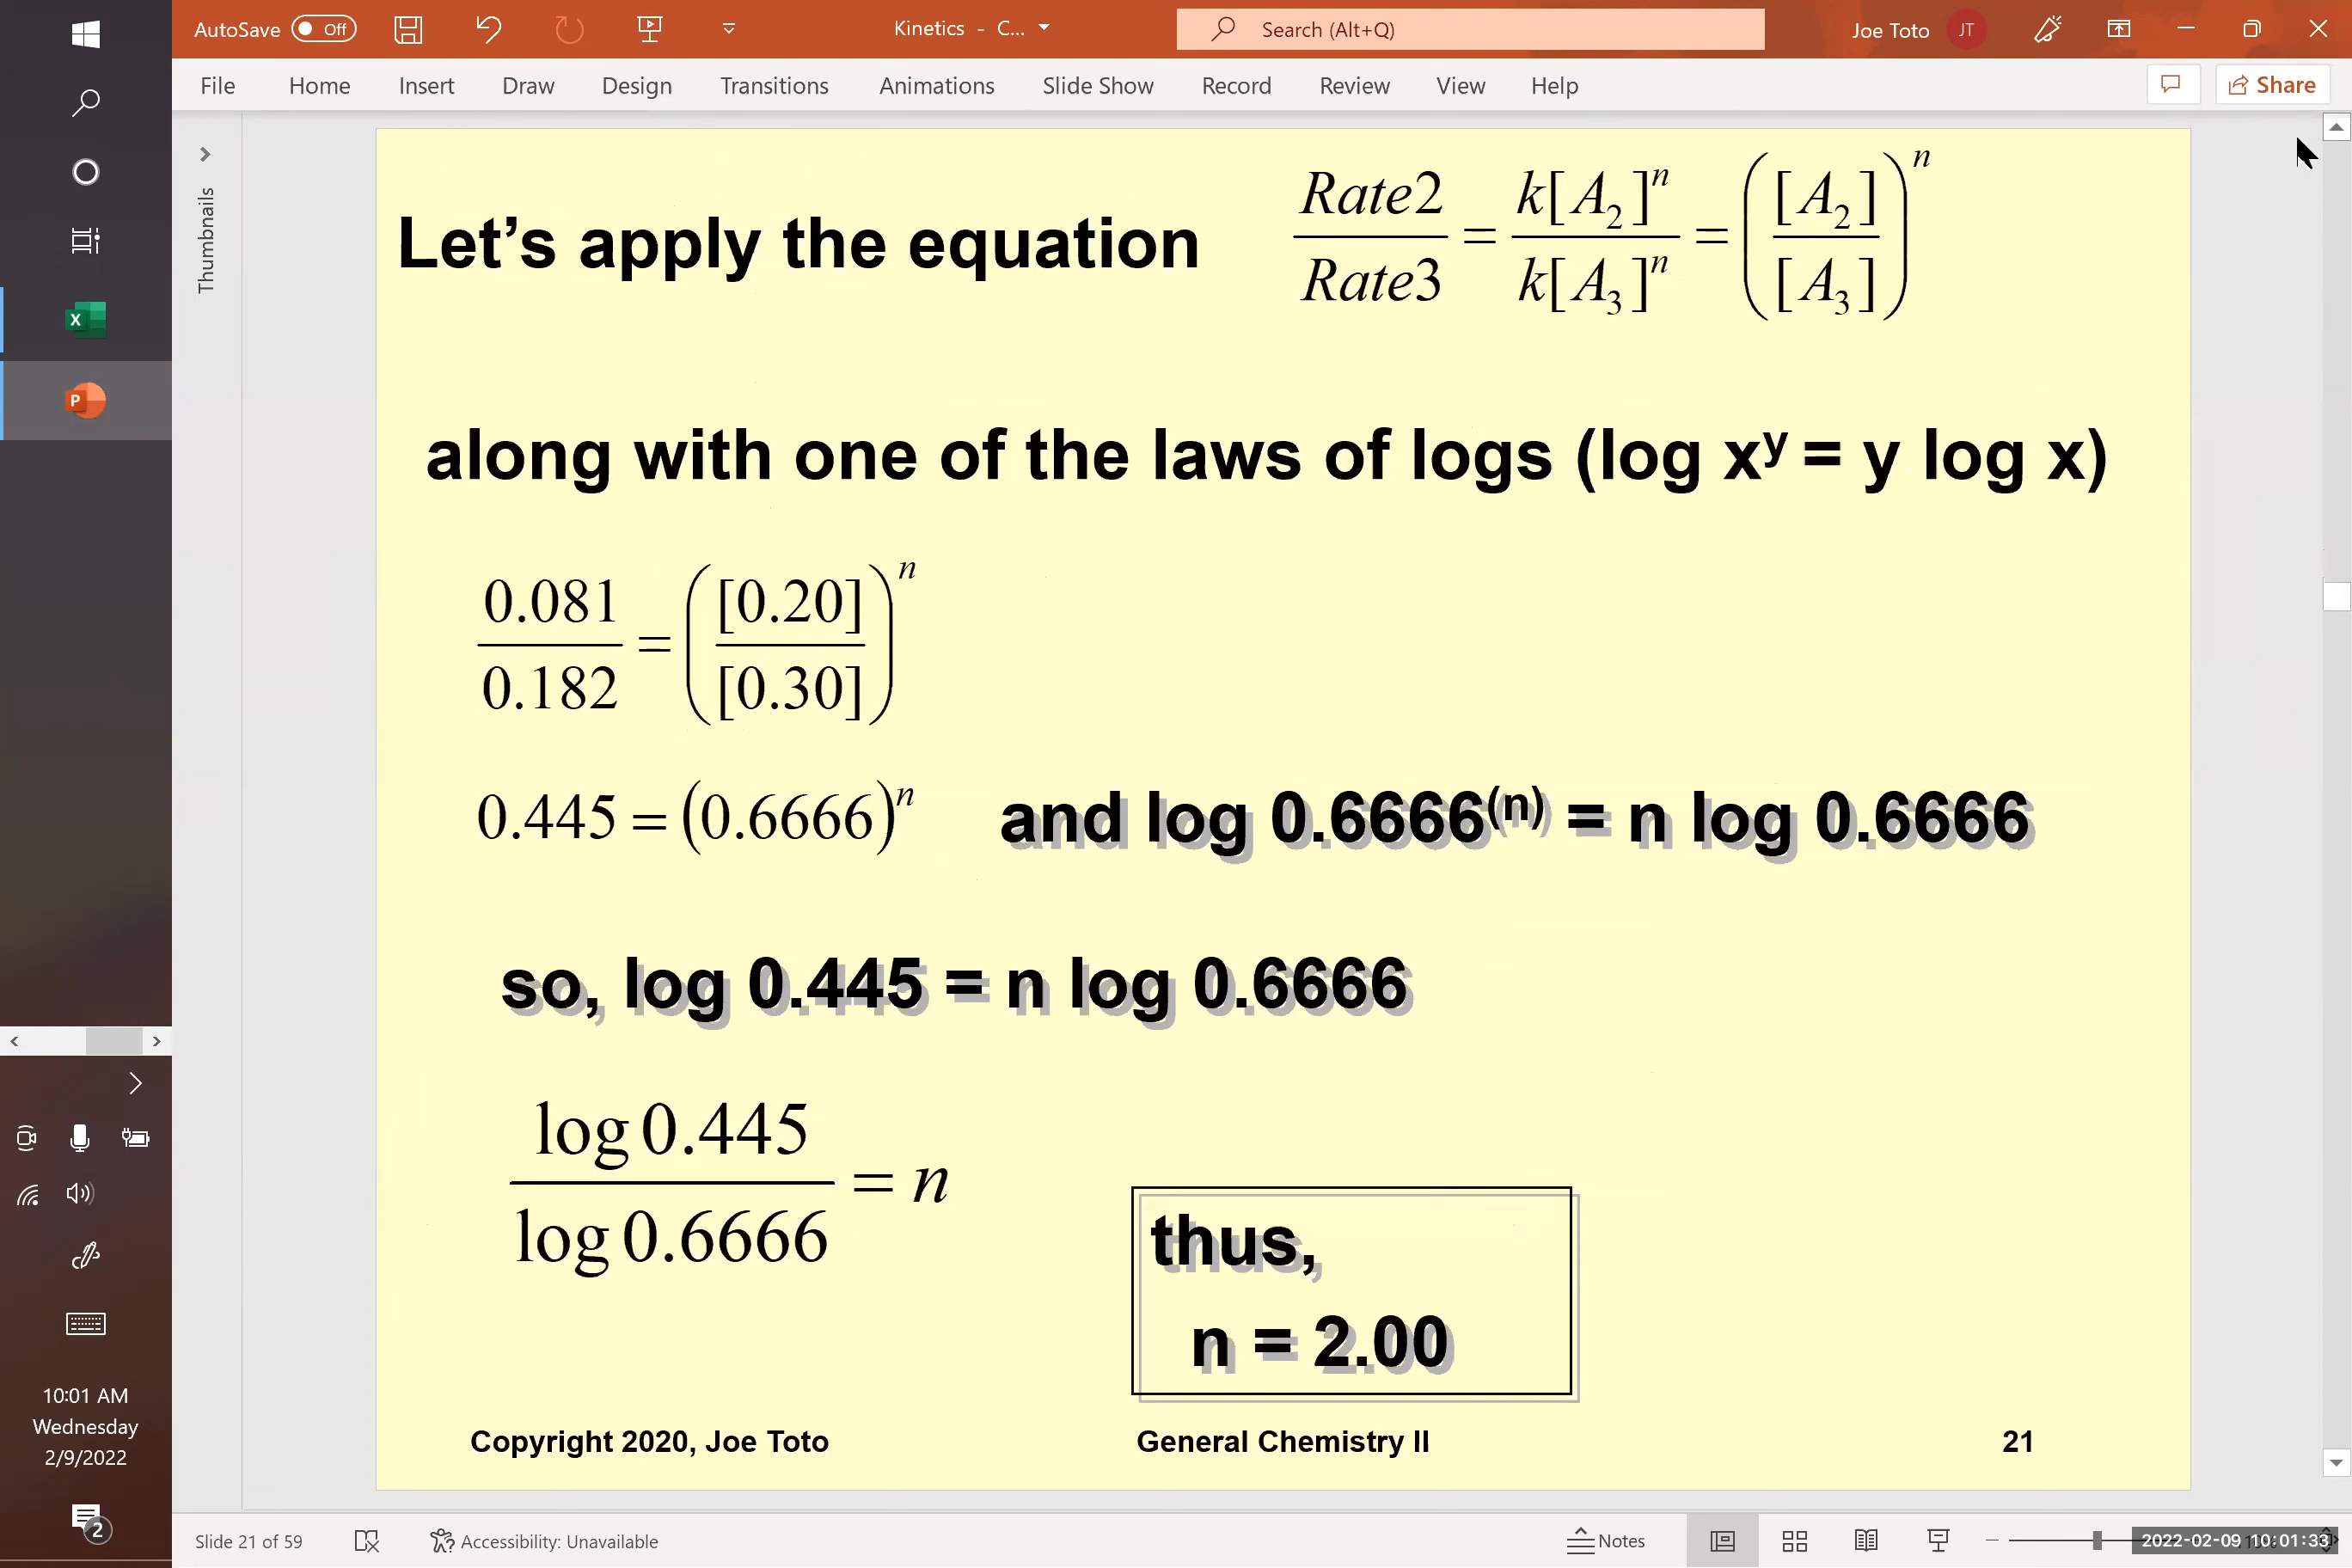 AutoSave Off Kinetics - C... Search (Alt+Q) Joe Toto JT
File Home Insert Draw Design Transitions Animations Slide Show Record Review View Help Share
Thumbnails
Let's apply the equation Rate2/Rate3 = k[A₂]ⁿ/k[A₃]ⁿ = ([A₂]/[A₃])ⁿ
along with one of the laws of logs (log xʸ = y log x)
0.081/0.182 = ([0.20]/[0.30])ⁿ
0.445 = (0.6666)ⁿ and log 0.6666⁽ⁿ⁾ = n log 0.6666
so, log 0.445 = n log 0.6666
log 0.445/log 0.6666 = n
thus,
n = 2.00
Copyright 2020, Joe Toto General Chemistry II 21
10:01 AM
Wednesday
2/9/2022
2
Slide 21 of 59 Accessibility: Unavailable Notes 2022-02-09 10:01:33